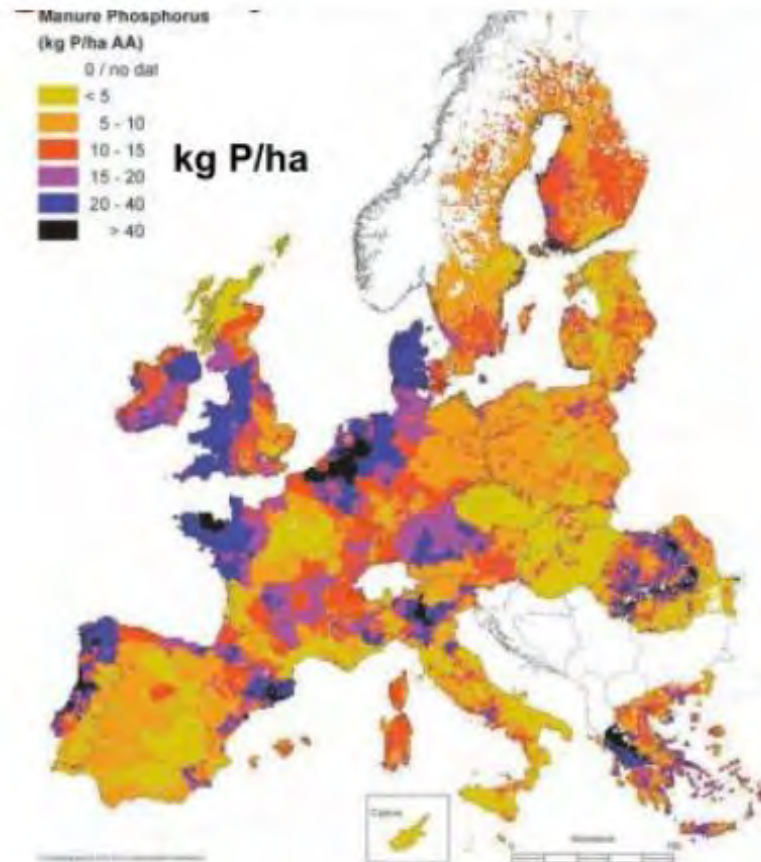 Manure Phosphorus
(kg P/ha AA)
0 / no dat
< 5
5 - 10
10 - 15
15 - 20
20 - 40
> 40
kg P/ha
Cyprus